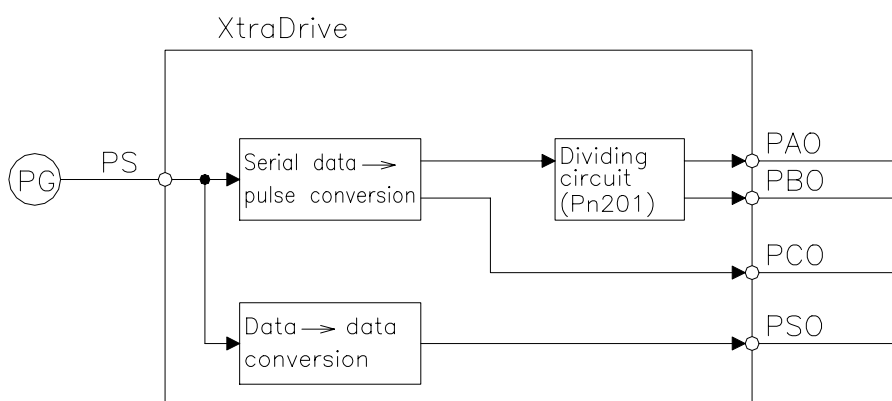 XtraDrive
PG
PS
Serial data →
pulse conversion
Dividing
circuit
(Pn201)
PAO
PBO
PCO
Data → data
conversion
PSO